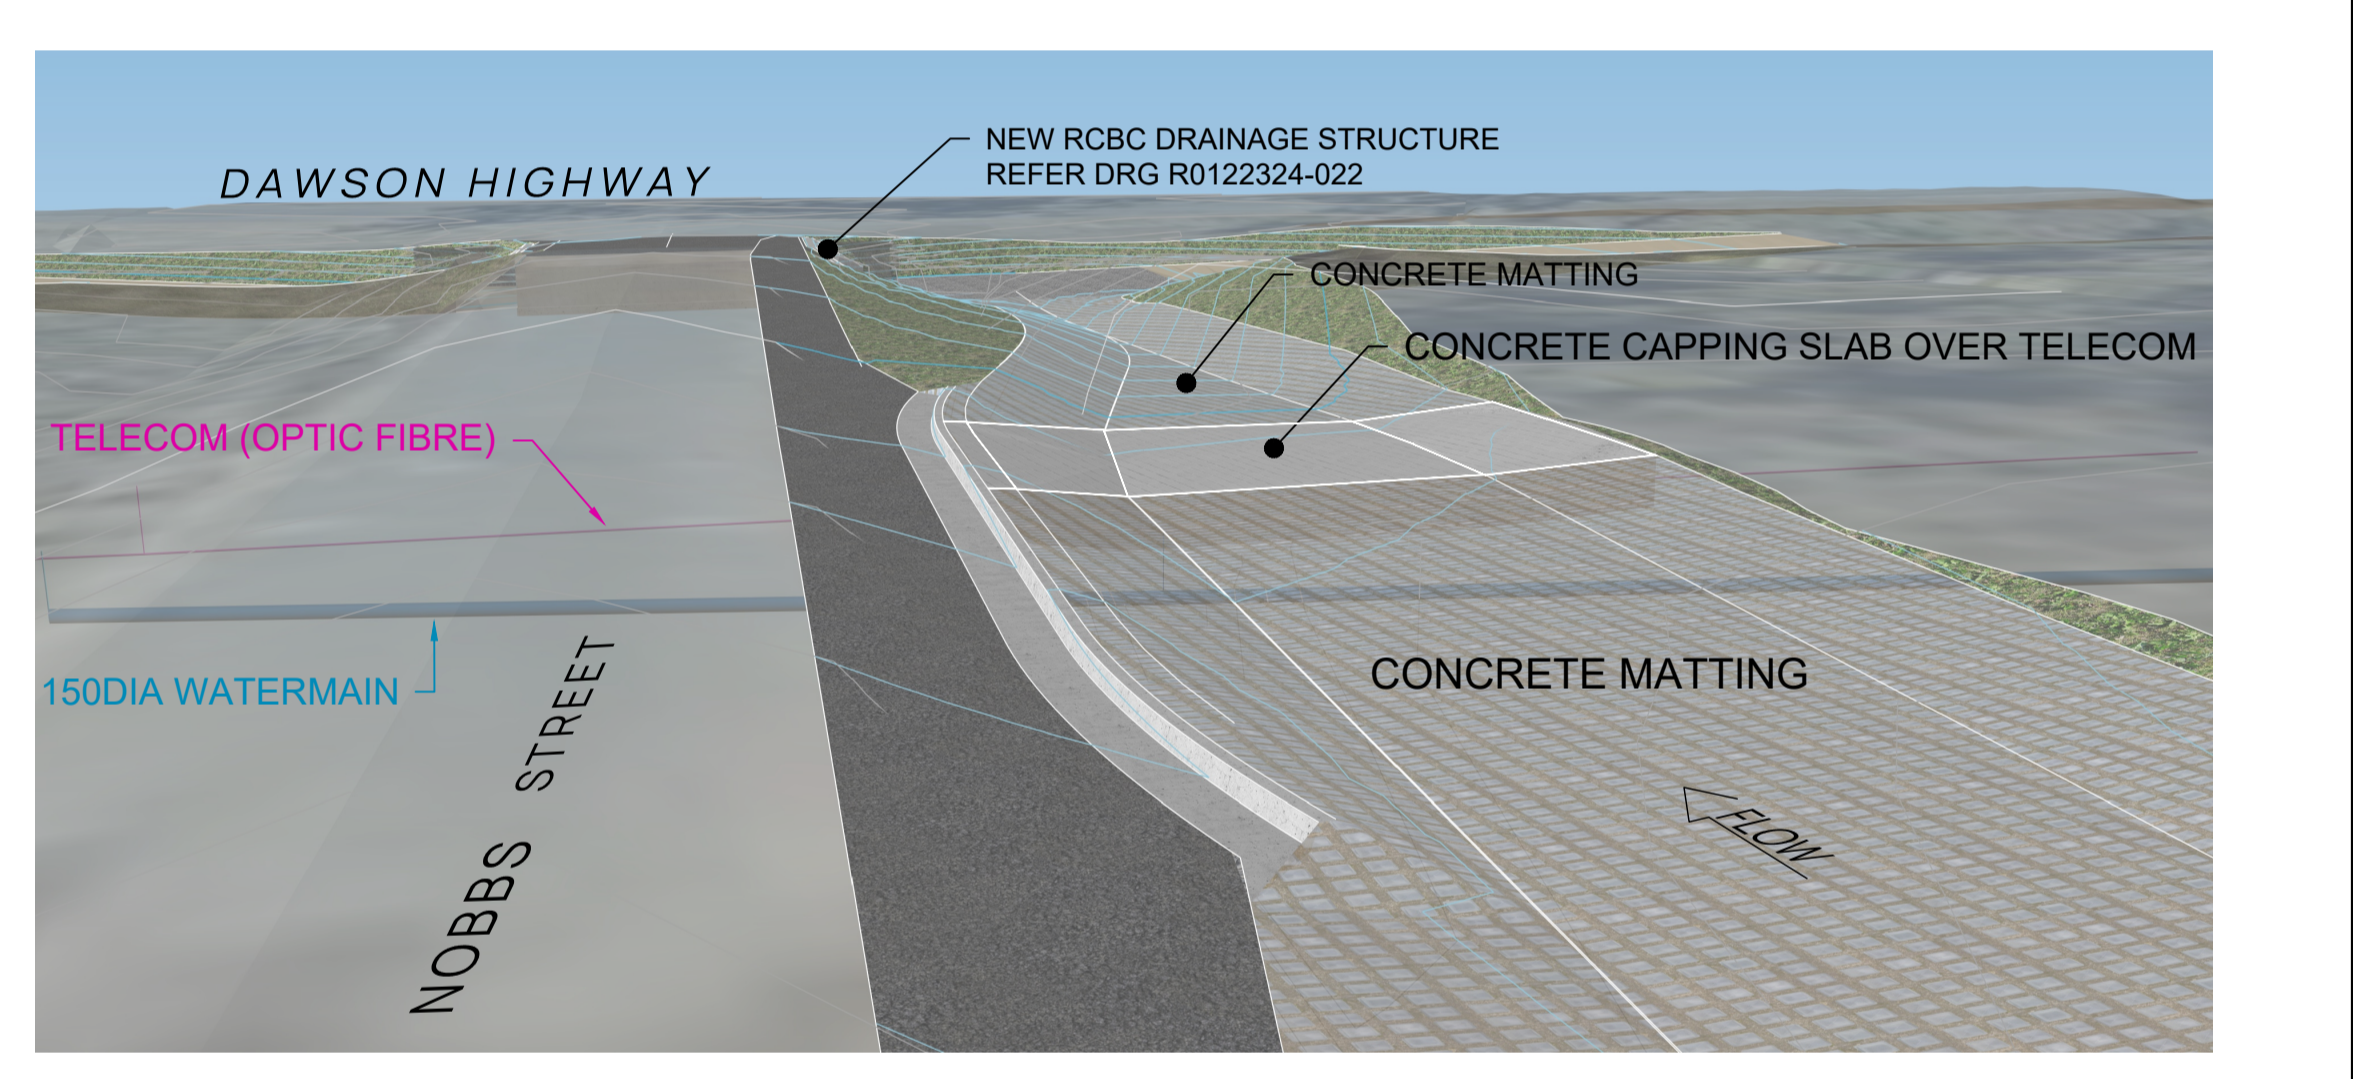 NEW RCBC DRAINAGE STRUCTURE
REFER DRG R0122324-022
DAWSON HIGHWAY
CONCRETE MATTING
CONCRETE CAPPING SLAB OVER TELECOM
TELECOM (OPTIC FIBRE)
150DIA WATERMAIN
CONCRETE MATTING
NOBBS STREET
FLOW